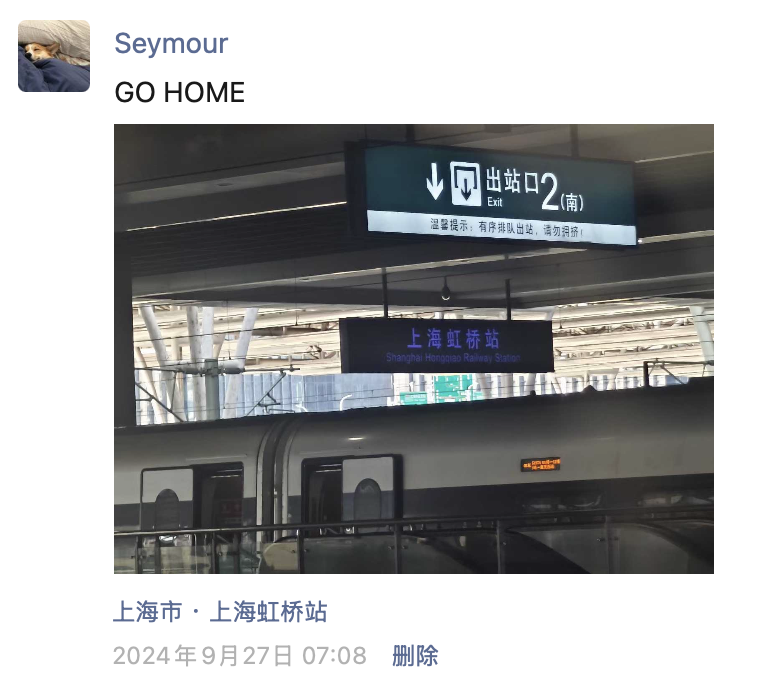 Seymour
GO HOME
出站口2(南)
Exit
温馨提示：有序排队出站，请勿拥挤！
上海虹桥站
Shanghai Hongqiao Railway Station
上海市 · 上海虹桥站
2024年9月27日 07:08 删除